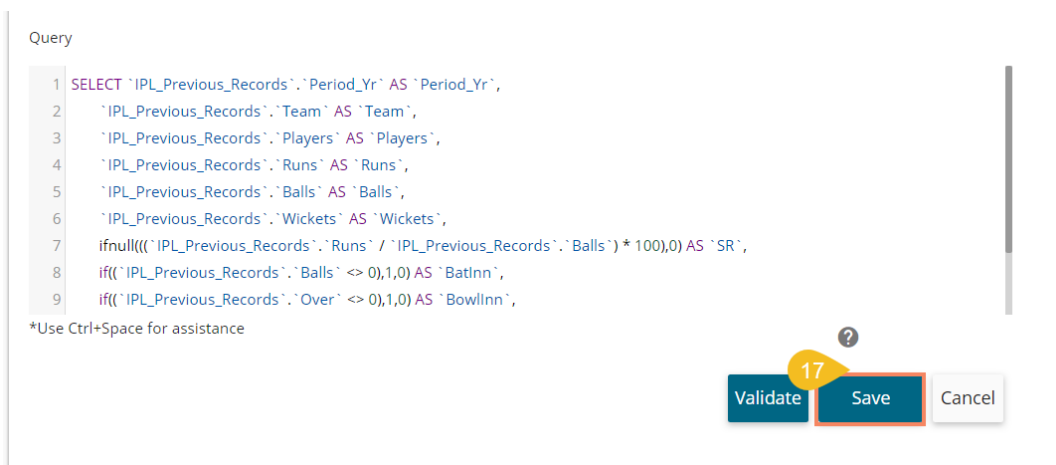 Query
1 SELECT `IPL_Previous_Records`.`Period_Yr` AS `Period_Yr`,
2 `IPL_Previous_Records`.`Team` AS `Team`,
3 `IPL_Previous_Records`.`Players` AS `Players`,
4 `IPL_Previous_Records`.`Runs` AS `Runs`,
5 `IPL_Previous_Records`.`Balls` AS `Balls`,
6 `IPL_Previous_Records`.`Wickets` AS `Wickets`,
7 ifnull(((`IPL_Previous_Records`.`Runs` / `IPL_Previous_Records`.`Balls`) * 100),0) AS `SR`,
8 if((`IPL_Previous_Records`.`Balls` <> 0),1,0) AS `BatInn`,
9 if((`IPL_Previous_Records`.`Over` <> 0),1,0) AS `BowlInn`,
*Use Ctrl+Space for assistance
?
17
Validate Save Cancel